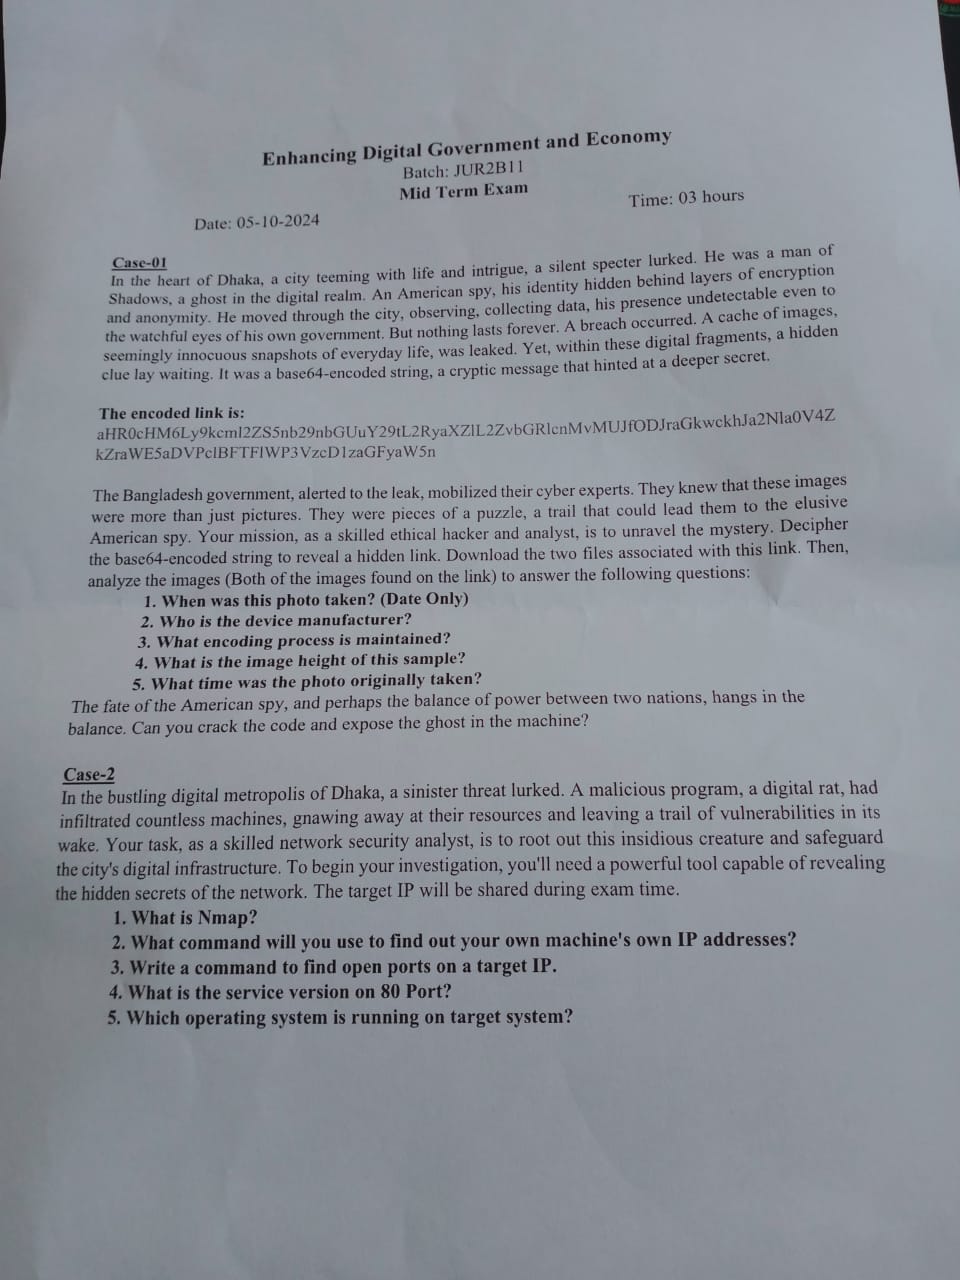 Enhancing Digital Government and Economy
Batch: JUR2B11
Mid Term Exam
Date: 05-10-2024
Time: 03 hours
Case-01
In the heart of Dhaka, a city teeming with life and intrigue, a silent specter lurked. He was a man of
Shadows, a ghost in the digital realm. An American spy, his identity hidden behind layers of encryption
and anonymity. He moved through the city, observing, collecting data, his presence undetectable even to
the watchful eyes of his own government. But nothing lasts forever. A breach occurred. A cache of images,
seemingly innocuous snapshots of everyday life, was leaked. Yet, within these digital fragments, a hidden
clue lay waiting. It was a base64-encoded string, a cryptic message that hinted at a deeper secret.
The encoded link is:
The Bangladesh government, alerted to the leak, mobilized their cyber experts. They knew that these images
were more than just pictures. They were pieces of a puzzle, a trail that could lead them to the elusive
American spy. Your mission, as a skilled ethical hacker and analyst, is to unravel the mystery. Decipher
the base64-encoded string to reveal a hidden link. Download the two files associated with this link. Then,
analyze the images (Both of the images found on the link) to answer the following questions:
1. When was this photo taken? (Date Only)
2. Who is the device manufacturer?
3. What encoding process is maintained?
4. What is the image height of this sample?
5. What time was the photo originally taken?
The fate of the American spy, and perhaps the balance of power between two nations, hangs in the
balance. Can you crack the code and expose the ghost in the machine?
Case-2
In the bustling digital metropolis of Dhaka, a sinister threat lurked. A malicious program, a digital rat, had
infiltrated countless machines, gnawing away at their resources and leaving a trail of vulnerabilities in its
wake. Your task, as a skilled network security analyst, is to root out this insidious creature and safeguard
the city's digital infrastructure. To begin your investigation, you'll need a powerful tool capable of revealing
the hidden secrets of the network. The target IP will be shared during exam time.
1. What is Nmap?
2. What command will you use to find out your own machine's own IP addresses?
3. Write a command to find open ports on a target IP.
4. What is the service version on 80 Port?
5. Which operating system is running on target system?